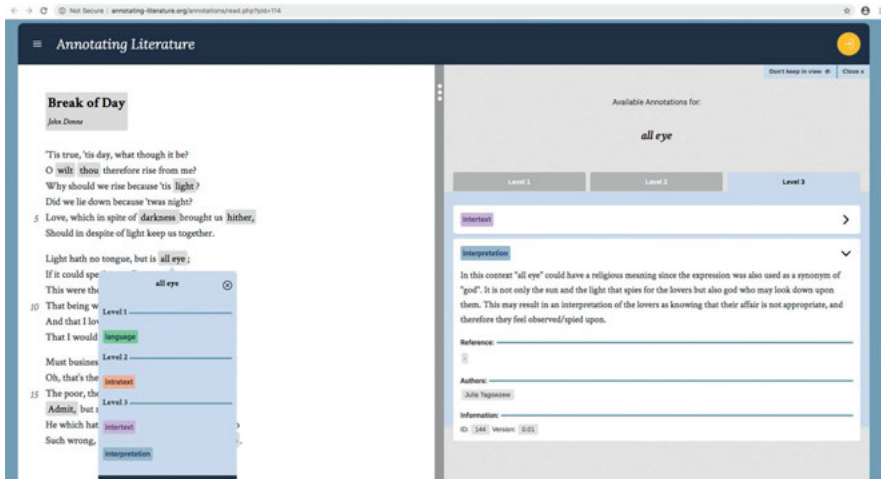 Not Secure | annotating-literature.org/annotations/read.php?pid=114
Annotating Literature
Break of Day
John Donne
'Tis true, 'tis day, what though it be?
O wilt thou therefore rise from me?
Why should we rise because 'tis light?
Did we lie down because 'twas night?
5 Love, which in spite of darkness brought us hither,
Should in despite of light keep us together.
Light hath no tongue, but is all eye;
If it could spe
This were the
10 That being w
And that I lov
That I would
Must busines
Oh, that's the
15 The poor, the
Admit, but
He which hat
Such wrong,
all eye
Level 1
language
Level 2
intratext
Level 3
intertext
interpretation
Don't keep in view
Close x
Available Annotations for:
all eye
Level 1
Level 2
Level 3
intertext
interpretation
In this context "all eye" could have a religious meaning since the expression was also used as a synonym of
"god". It is not only the sun and the light that spies for the lovers but also god who may look down upon
them. This may result in an interpretation of the lovers as knowing that their affair is not appropriate, and
therefore they feel observed/spied upon.
Reference:
-
Authors:
Julia Tagowzew
Information:
ID: 144 Version: 0.01